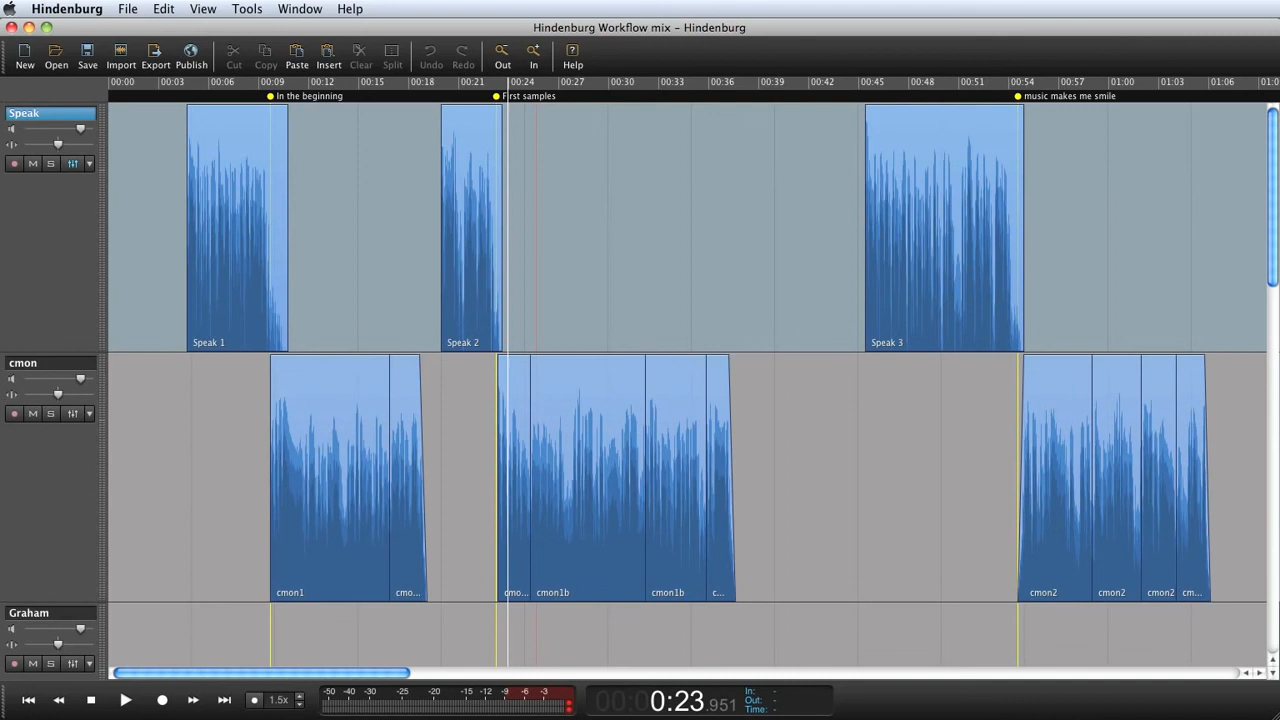 Hindenburg File Edit View Tools Window Help
Hindenburg Workflow mix – Hindenburg
New Open Save Import Export Publish Cut Copy Paste Insert Clear Split Undo Redo Out In Help
00:00 00:03 00:06 00:09 00:12 00:15 00:18 00:21 00:24 00:27 00:30 00:33 00:36 00:39 00:42 00:45 00:48 00:51 00:54 00:57 01:00 01:03 01:06
In the beginning First samples music makes me smile
Speak
M S
Speak 1 Speak 2 Speak 3
cmon
M S
cmon1 cmo... cmo... cmon1b cmon1b c... cmon2 cmon2 cmon2 cm...
Graham
M S
-50 -40 -30 -25 -20 -15 -12 -9 -6 -3
1.5x 00:00:23.951
In: -
Out: -
Time: -